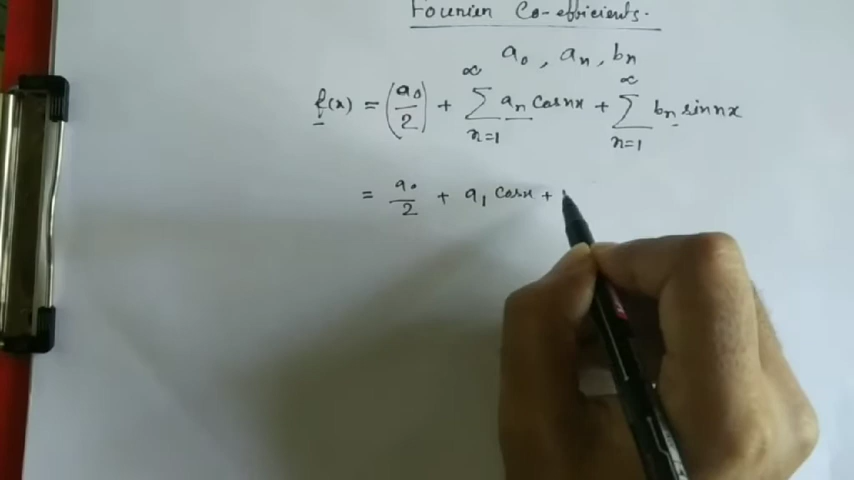 Fourier Co-efficients.
a₀, aₙ, bₙ
f(x) = (a₀/2) + ∞∑n=1 aₙ cosnx + ∞∑n=1 bₙ sinnx
= a₀/2 + a₁ cosx +